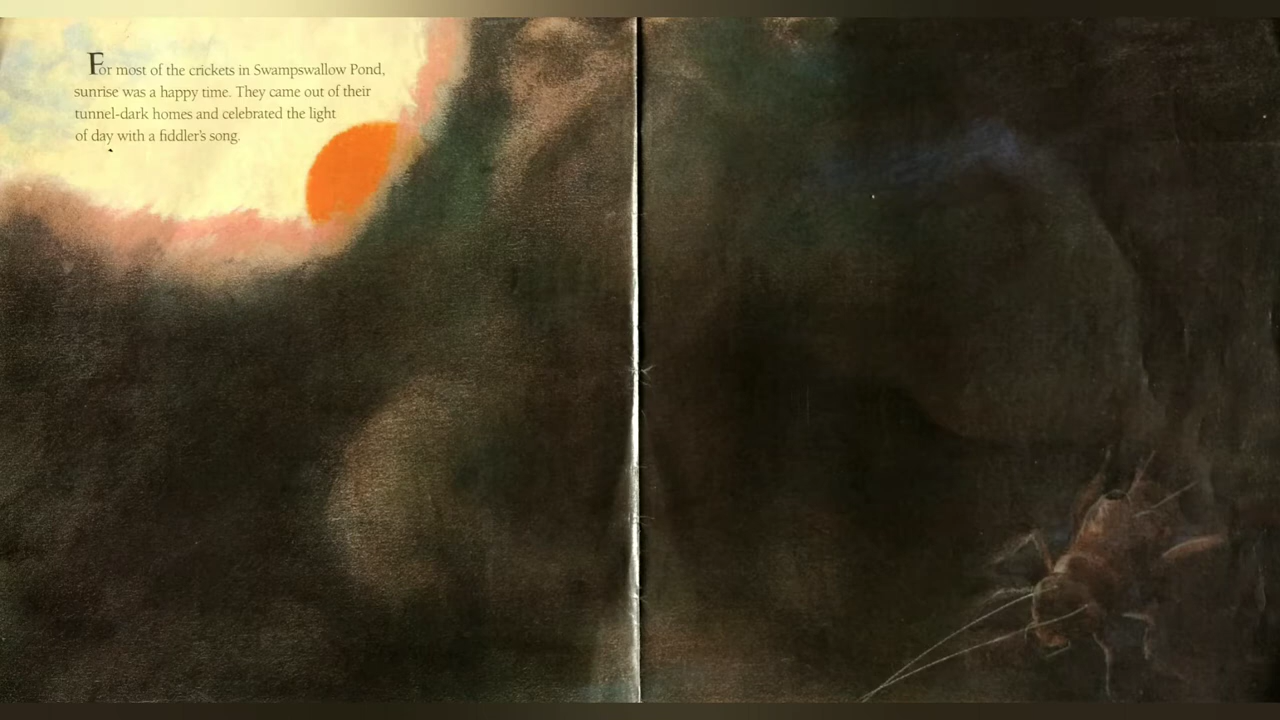 For most of the crickets in Swampswallow Pond,
sunrise was a happy time. They came out of their
tunnel-dark homes and celebrated the light
of day with a fiddler's song.